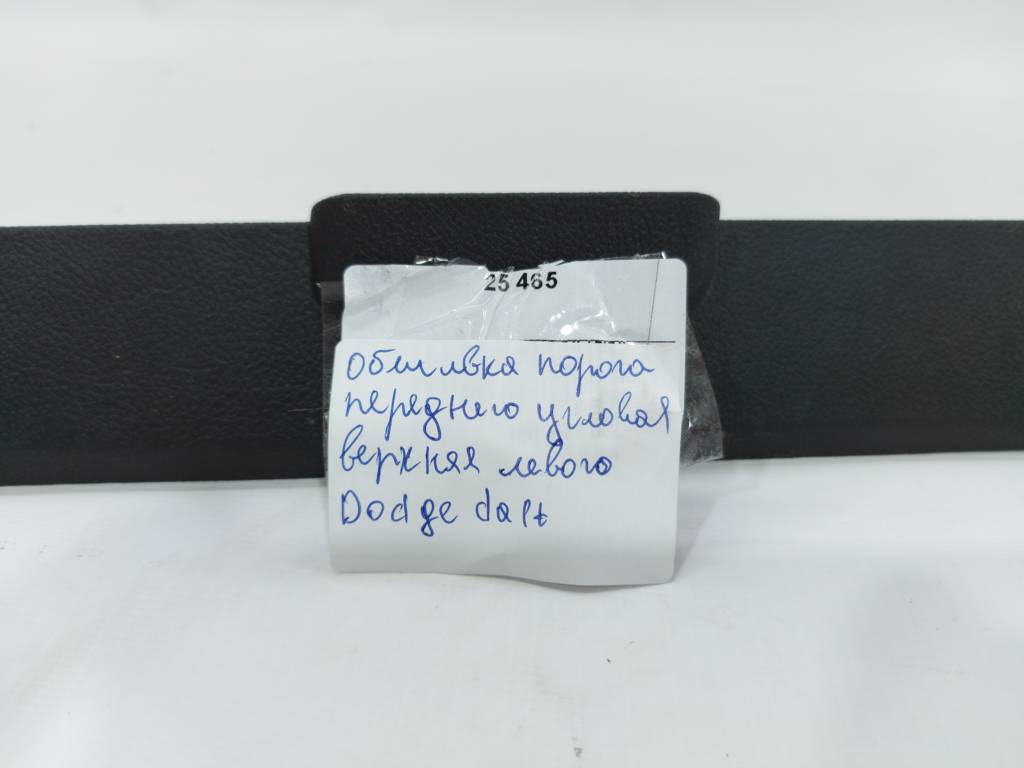 25 465
Обшивка порога
переднего угловая
верхняя левого
Dodge dart